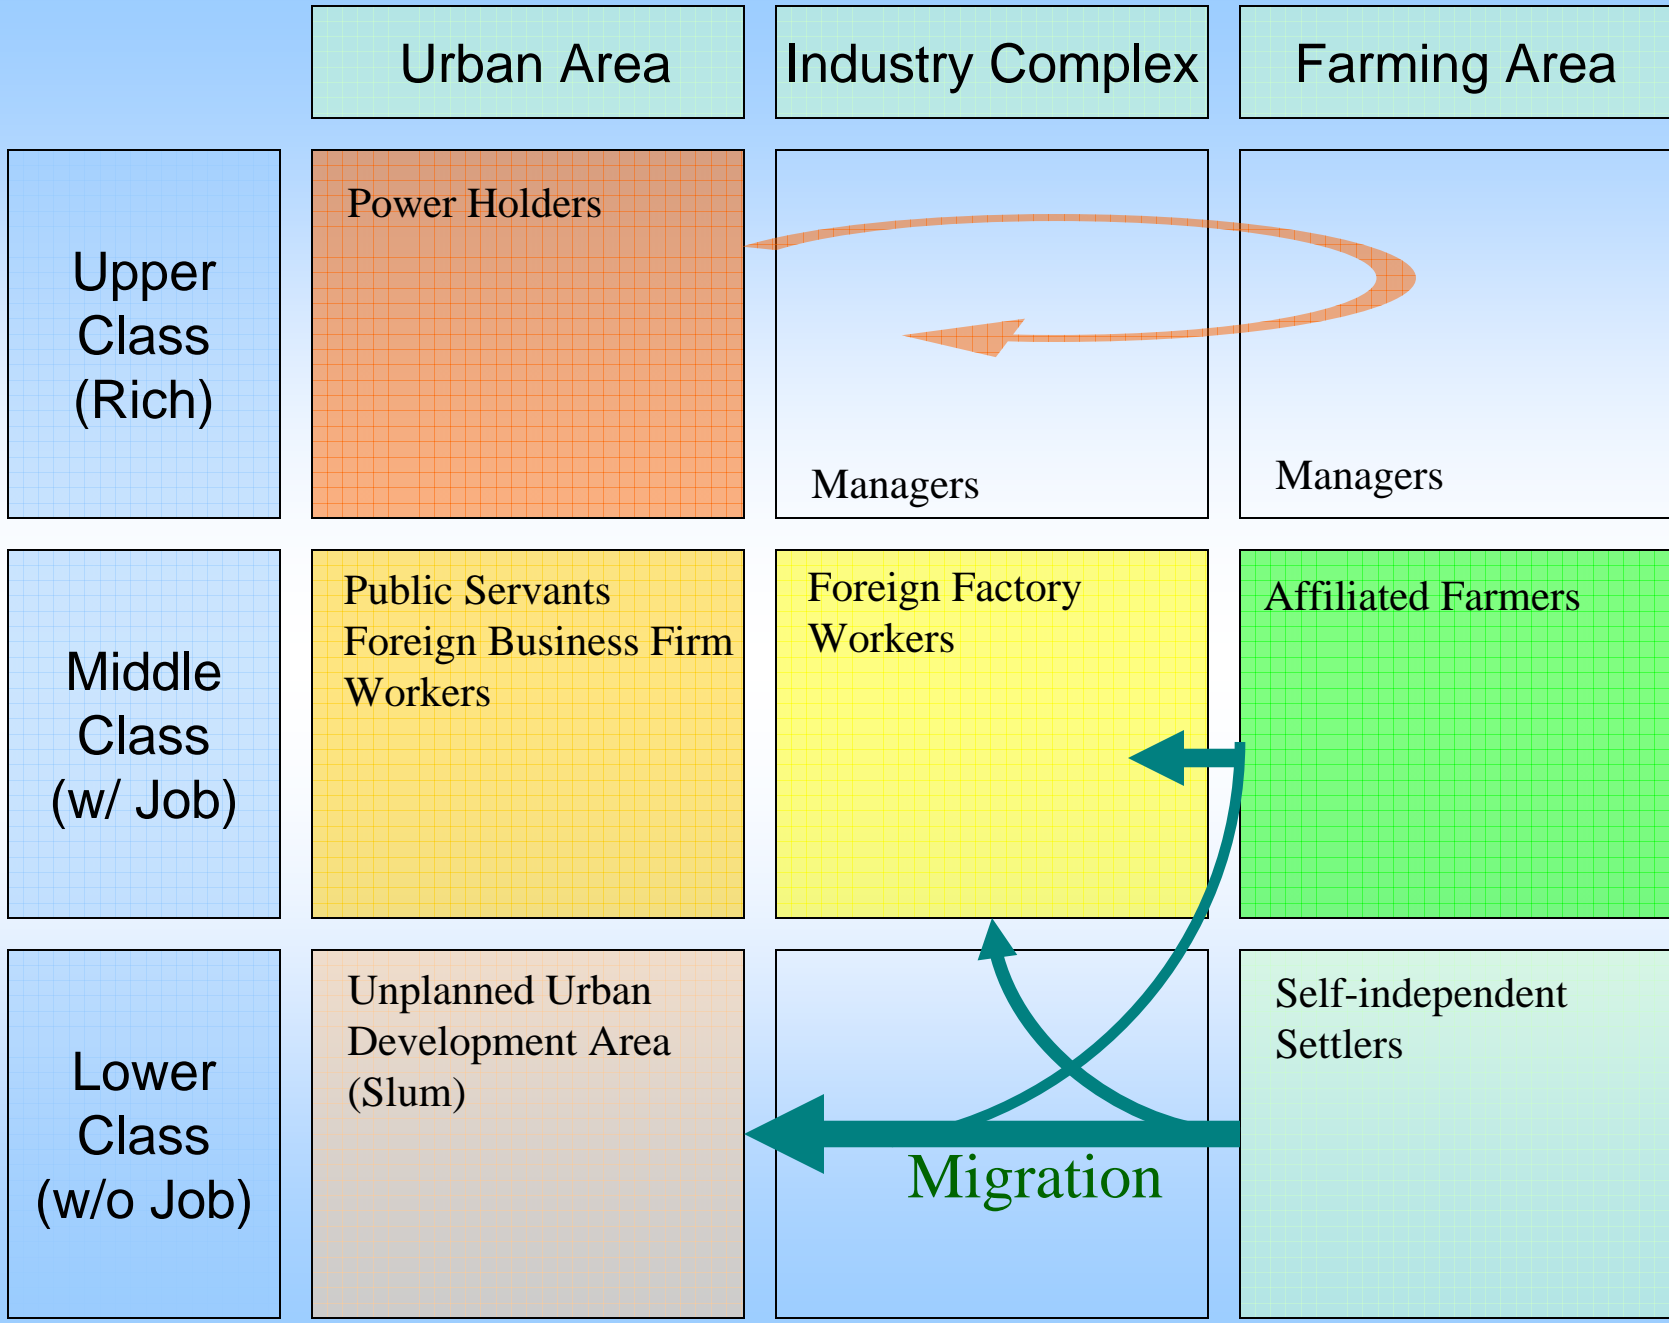 Urban Area
Industry Complex
Farming Area
Upper
Class
(Rich)
Power Holders
Managers
Managers
Middle
Class
(w/ Job)
Public Servants
Foreign Business Firm
Workers
Foreign Factory
Workers
Affiliated Farmers
Lower
Class
(w/o Job)
Unplanned Urban
Development Area
(Slum)
Migration
Self-independent
Settlers